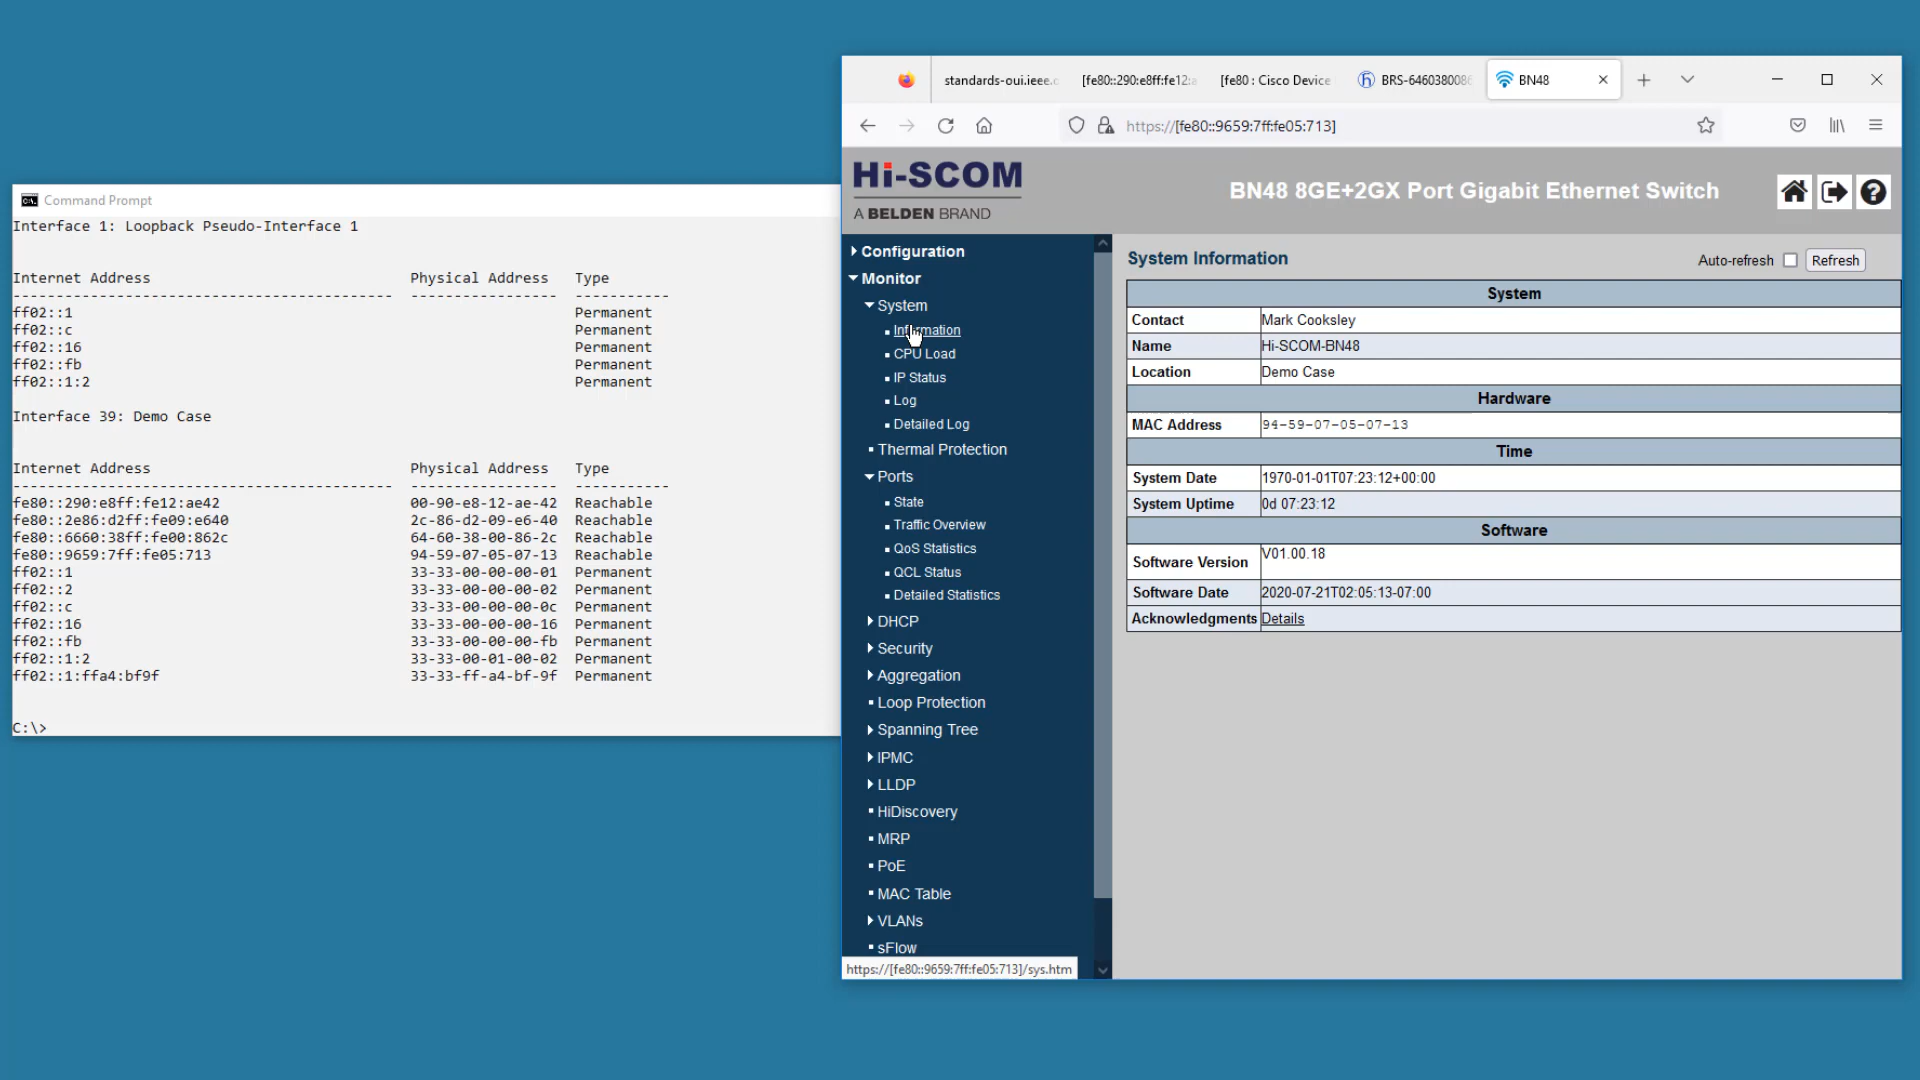 Command Prompt
Interface 1: Loopback Pseudo-Interface 1
Internet Address Physical Address Type
--------------------------------------------  ----------------  -----------
ff02::1 Permanent
ff02::c Permanent
ff02::16 Permanent
ff02::fb Permanent
ff02::1:2 Permanent
Interface 39: Demo Case
Internet Address Physical Address Type
--------------------------------------------  ----------------  -----------
fe80::290:e8ff:fe12:ae42 00-90-e8-12-ae-42 Reachable
fe80::2e86:d2ff:fe09:e640 2c-86-d2-09-e6-40 Reachable
fe80::6660:38ff:fe00:862c 64-60-38-00-86-2c Reachable
fe80::9659:7ff:fe05:713 94-59-07-05-07-13 Reachable
ff02::1 33-33-00-00-00-01 Permanent
ff02::2 33-33-00-00-00-02 Permanent
ff02::c 33-33-00-00-00-0c Permanent
ff02::16 33-33-00-00-00-16 Permanent
ff02::fb 33-33-00-00-00-fb Permanent
ff02::1:2 33-33-00-01-00-02 Permanent
ff02::1:ffa4:bf9f 33-33-ff-a4-bf-9f Permanent
C:\>
standards-oui.ieee.o [fe80::290:e8ff:fe12:a [fe80 : Cisco Device BRS-646038008 BN48
https://[fe80::9659:7ff:fe05:713]
Hi-SCOM
A BELDEN BRAND
BN48 8GE+2GX Port Gigabit Ethernet Switch
Configuration
Monitor
System
Information
CPU Load
IP Status
Log
Detailed Log
Thermal Protection
Ports
State
Traffic Overview
QoS Statistics
QCL Status
Detailed Statistics
DHCP
Security
Aggregation
Loop Protection
Spanning Tree
IPMC
LLDP
HiDiscovery
MRP
PoE
MAC Table
VLANs
sFlow
https://[fe80::9659:7ff:fe05:713]/sys.htm
System Information
Auto-refresh Refresh
System
Contact Mark Cooksley
Name Hi-SCOM-BN48
Location Demo Case
Hardware
MAC Address 94-59-07-05-07-13
Time
System Date 1970-01-01T07:23:12+00:00
System Uptime 0d 07:23:12
Software
Software Version V01.00.18
Software Date 2020-07-21T02:05:13-07:00
Acknowledgments Details